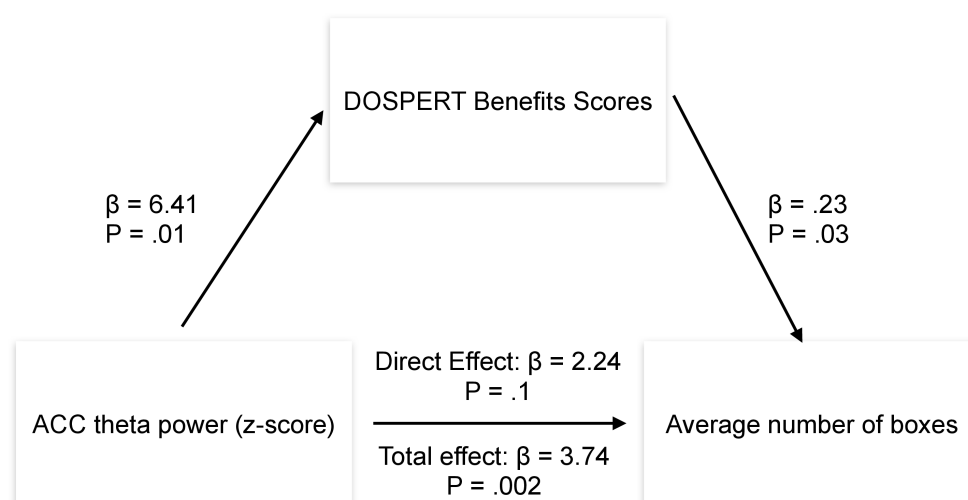 DOSPERT Benefits Scores
β = 6.41
P = .01
β = .23
P = .03
Direct Effect: β = 2.24
P = .1
ACC theta power (z-score)
Average number of boxes
Total effect: β = 3.74
P = .002